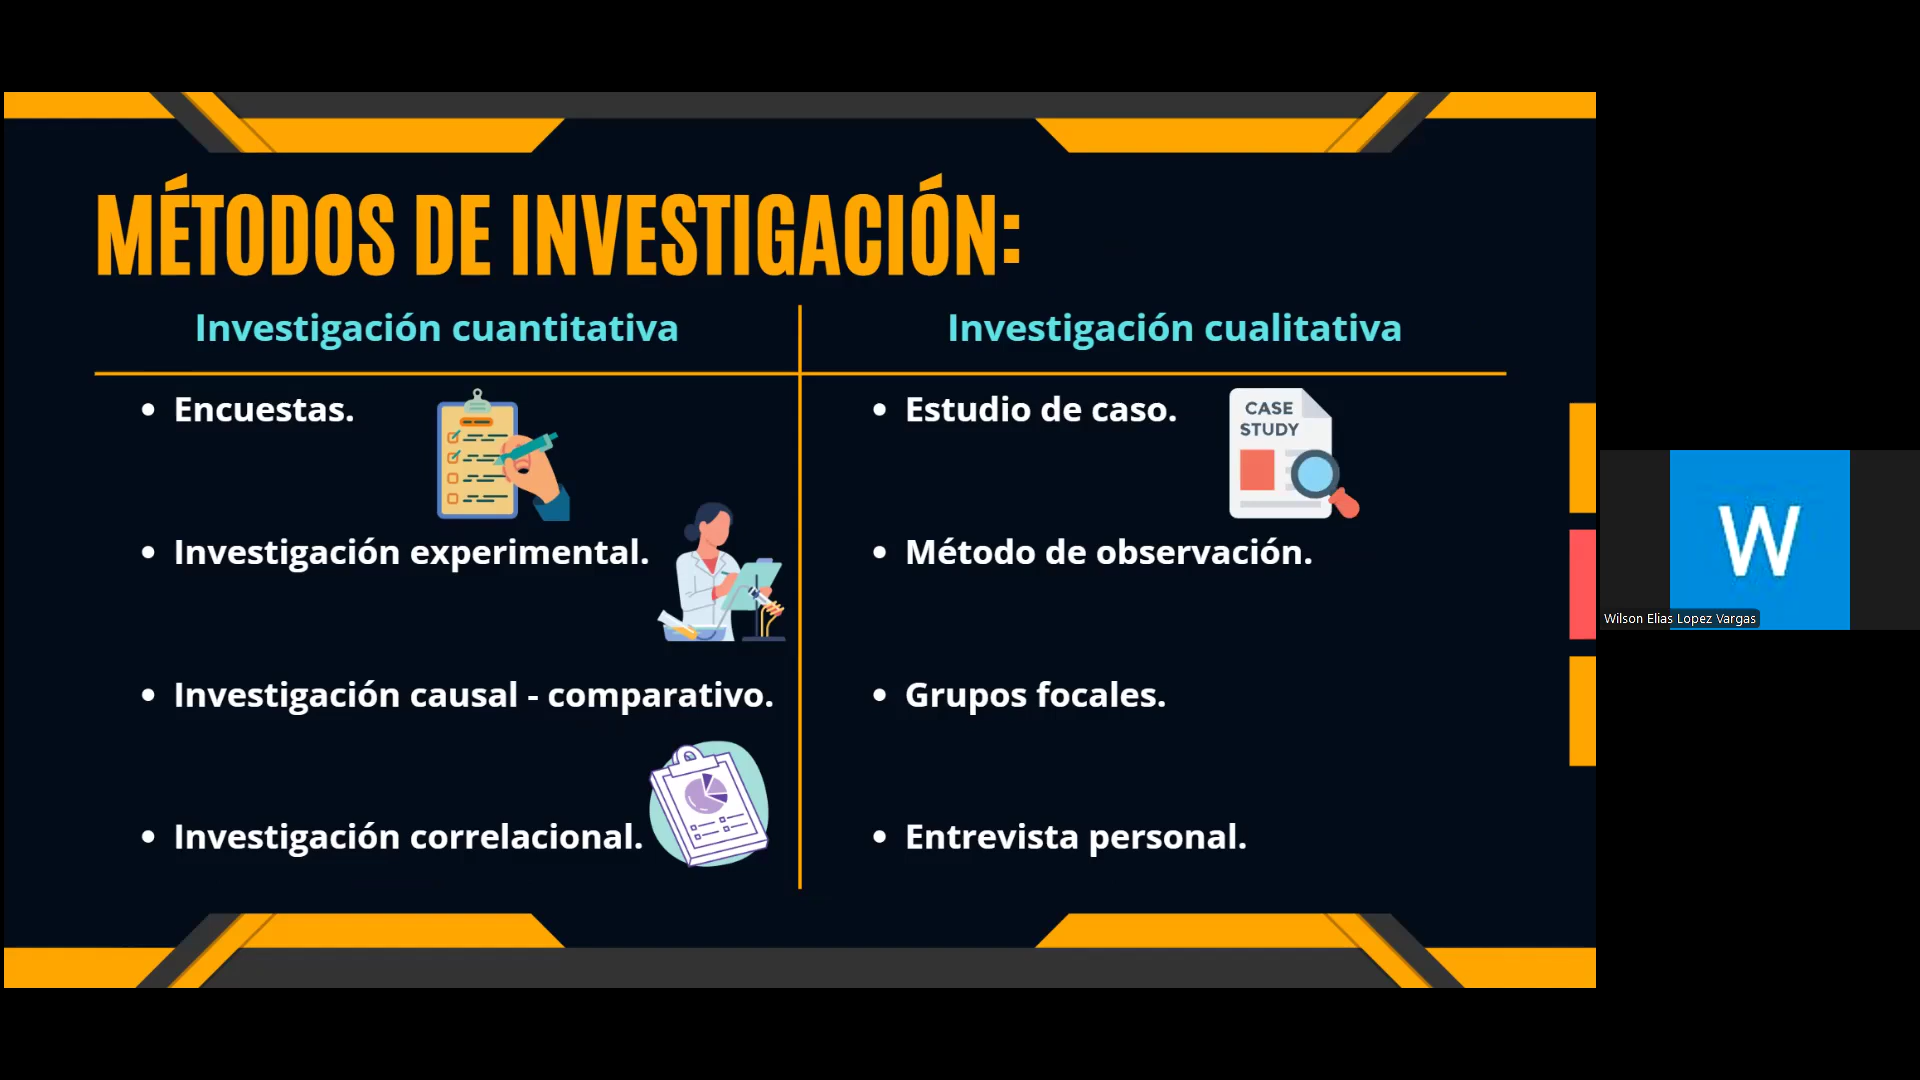 MÉTODOS DE INVESTIGACIÓN:
Investigación cuantitativa
• Encuestas.
• Investigación experimental.
• Investigación causal - comparativo.
• Investigación correlacional.
Investigación cualitativa
• Estudio de caso.
CASE
STUDY
• Método de observación.
• Grupos focales.
• Entrevista personal.
W
Wilson Elias Lopez Vargas